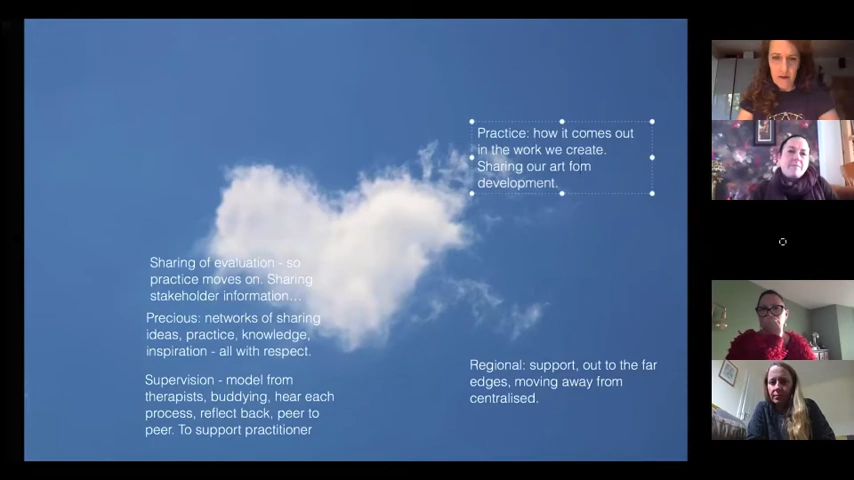 Practice: how it comes out
in the work we create.
Sharing our art fom
development.
Sharing of evaluation - so
practice moves on. Sharing
stakeholder information...
Precious: networks of sharing
ideas, practice, knowledge,
inspiration - all with respect.
Supervision - model from
therapists, buddying, hear each
process, reflect back, peer to
peer. To support practitioner
Regional: support, out to the far
edges, moving away from
centralised.